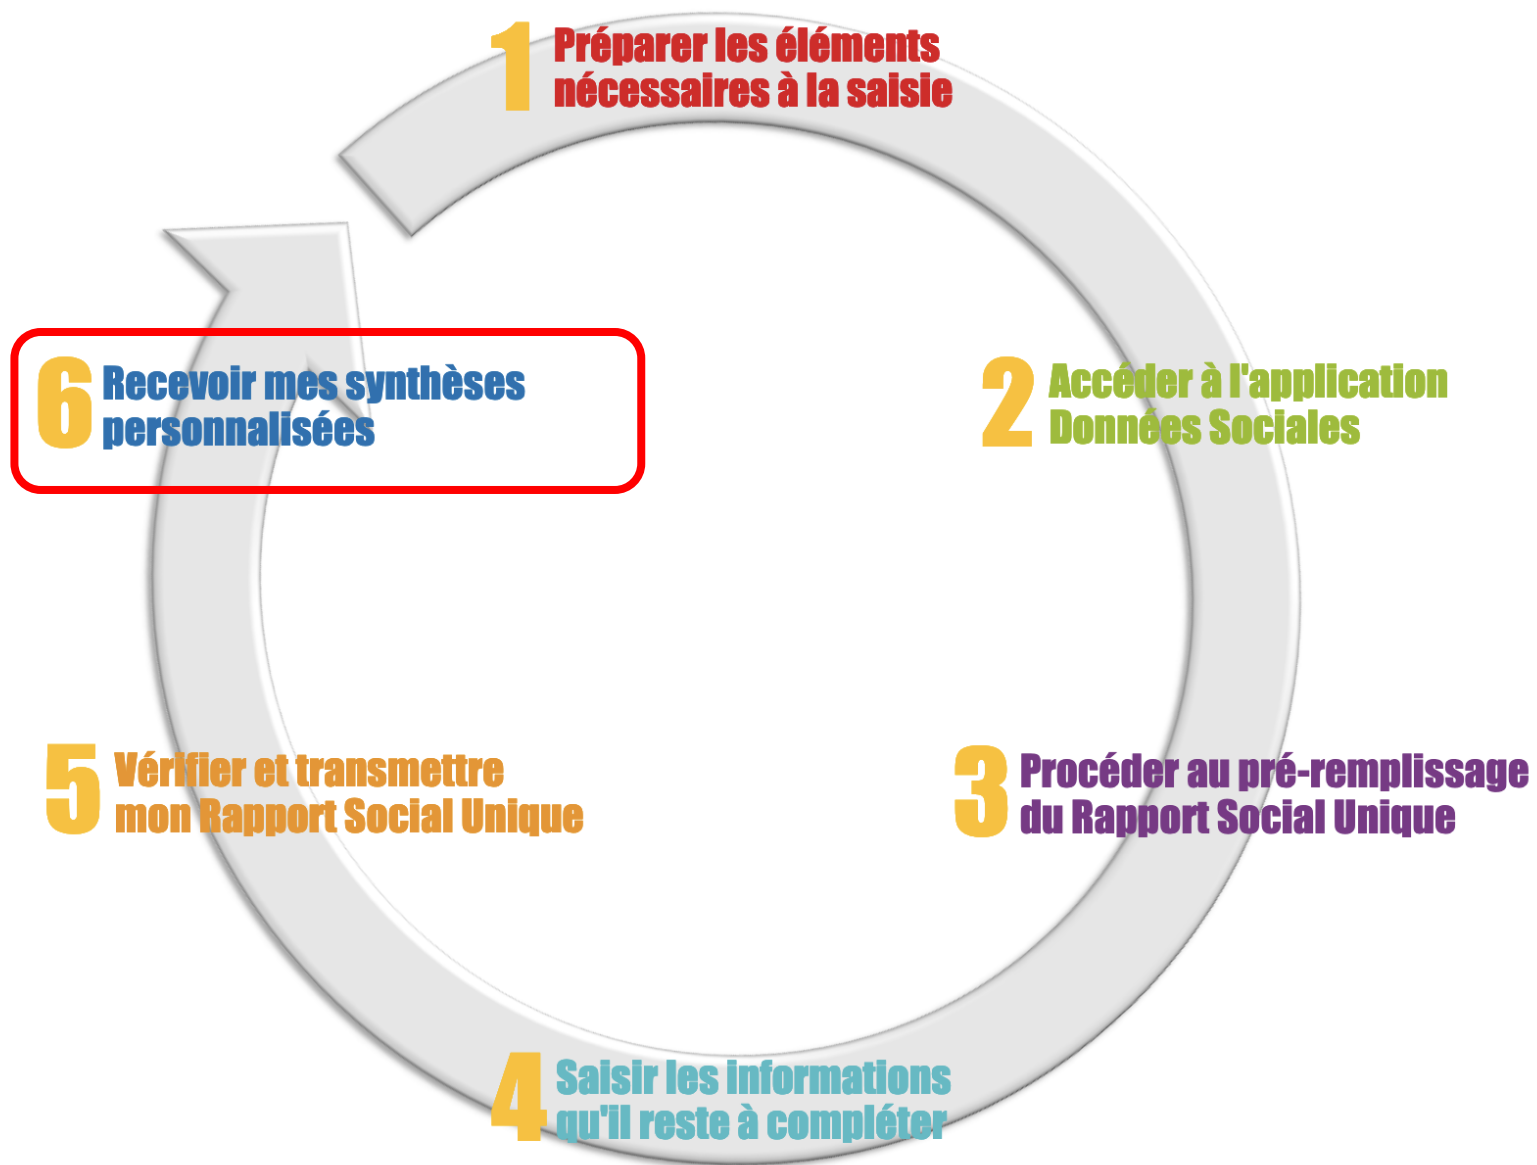 1 Préparer les éléments
nécessaires à la saisie
2 Accéder à l'application
Données Sociales
3 Procéder au pré-remplissage
du Rapport Social Unique
4 Saisir les informations
qu'il reste à compléter
5 Vérifier et transmettre
mon Rapport Social Unique
6 Recevoir mes synthèses
personnalisées